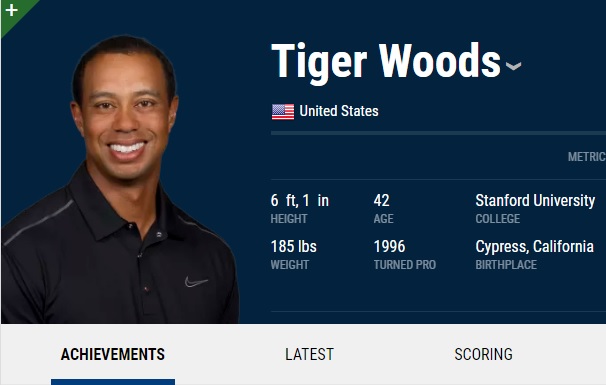 +
Tiger Woods
United States
METRIC
6 ft, 1 in 42 Stanford University
HEIGHT AGE COLLEGE
185 lbs 1996 Cypress, California
WEIGHT TURNED PRO BIRTHPLACE
ACHIEVEMENTS LATEST SCORING